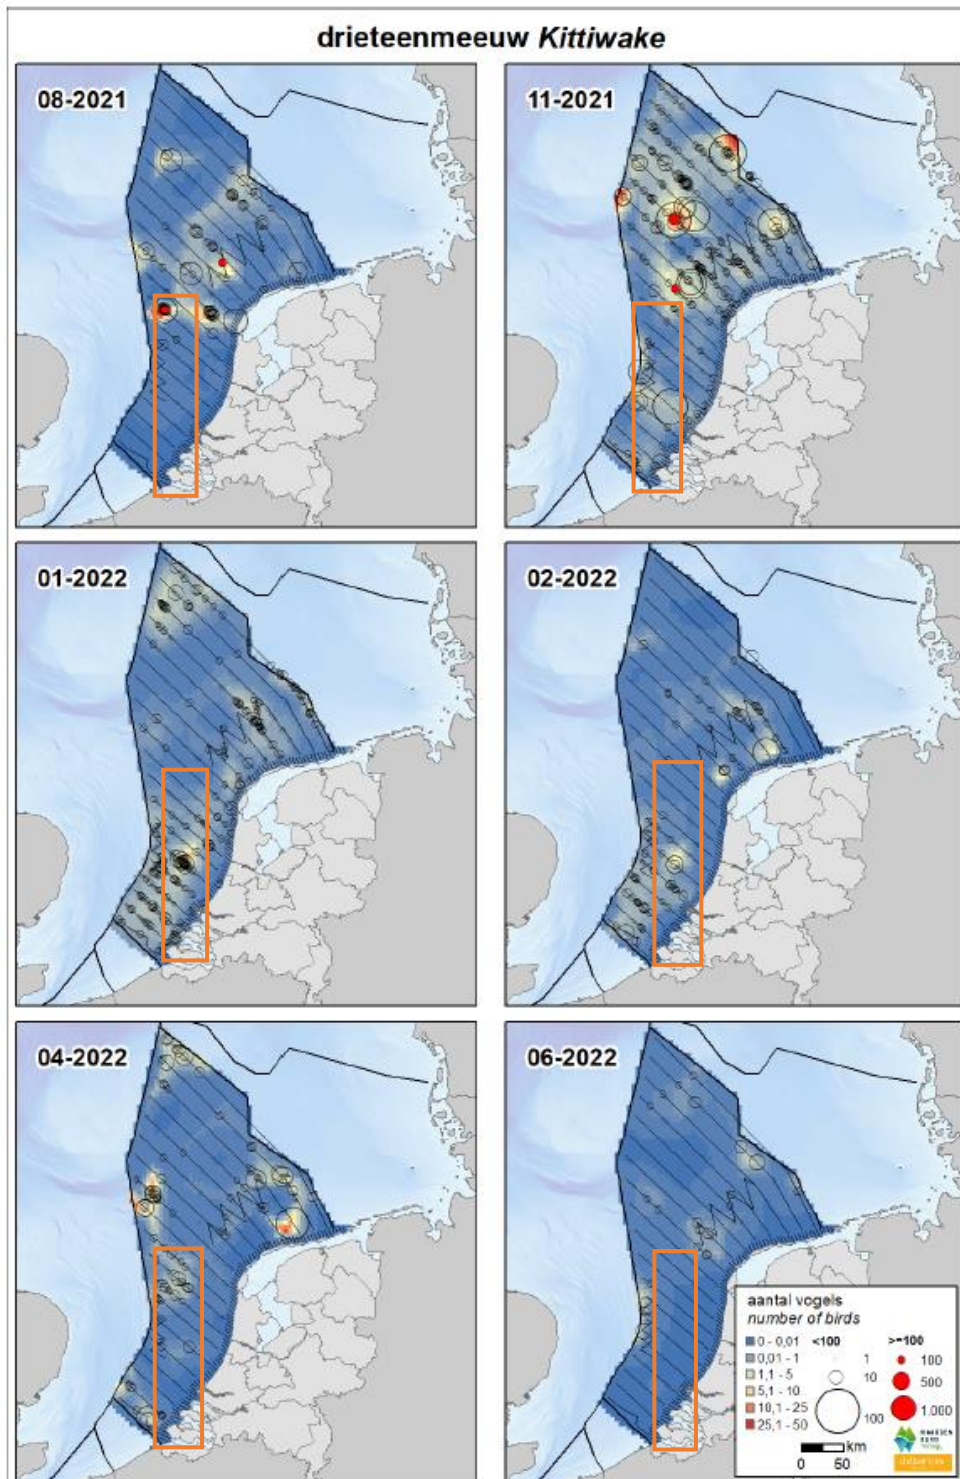 drieteenmeeuw Kittiwake
08-2021
11-2021
01-2022
02-2022
04-2022
06-2022
aantal vogels
number of birds
0 - 0,01 <100 >=100
0,01 - 1 1 100
1,1 - 5 10 500
5,1 - 10
10,1 - 25 100 1.000
25,1 - 50
km
0 50